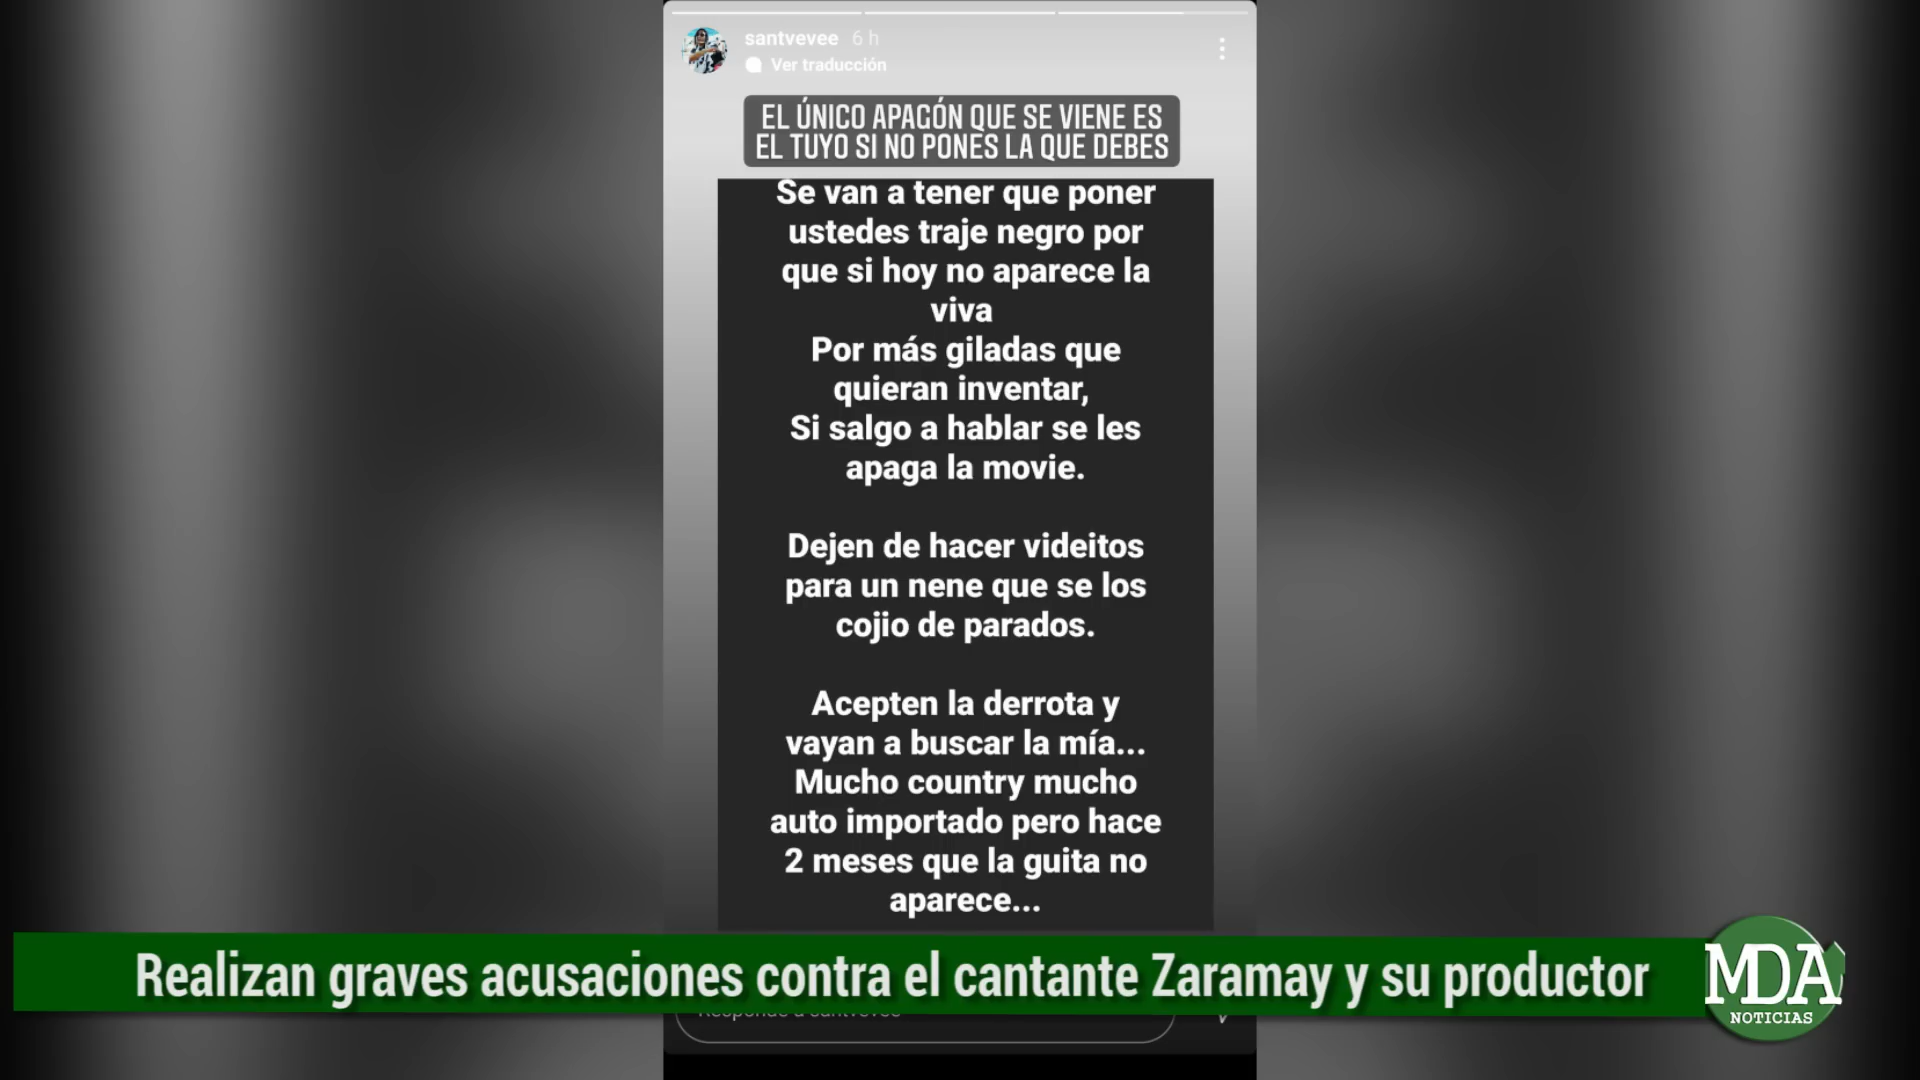 santvevee 6 h
Ver traducción
EL ÚNICO APAGÓN QUE SE VIENE ES
EL TUYO SI NO PONES LA QUE DEBES
Se van a tener que poner
ustedes traje negro por
que si hoy no aparece la
viva
Por más giladas que
quieran inventar,
Si salgo a hablar se les
apaga la movie.
Dejen de hacer videitos
para un nene que se los
cojio de parados.
Acepten la derrota y
vayan a buscar la mía...
Mucho country mucho
auto importado pero hace
2 meses que la guita no
aparece...
Realizan graves acusaciones contra el cantante Zaramay y su productor
MDA
NOTICIAS